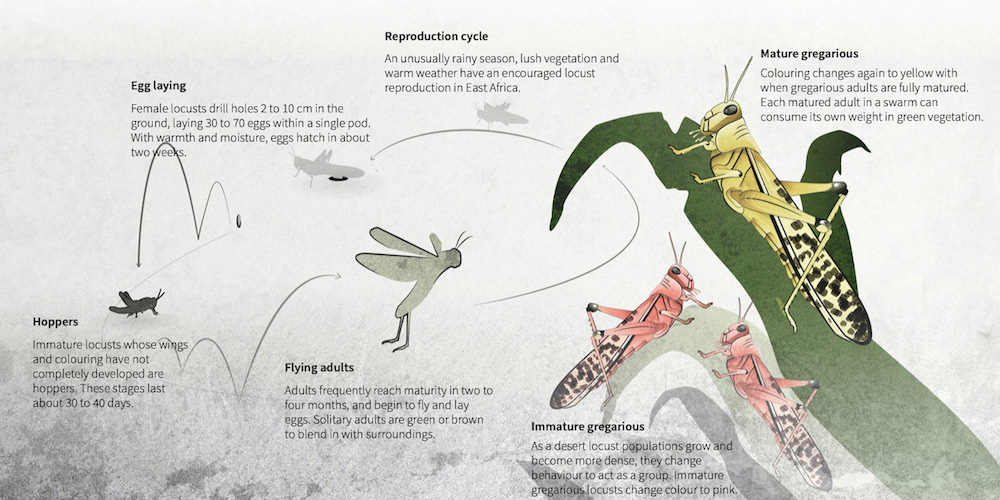 Reproduction cycle
An unusually rainy season, lush vegetation and
warm weather have an encouraged locust
reproduction in East Africa.
Mature gregarious
Colouring changes again to yellow with
when gregarious adults are fully matured.
Each matured adult in a swarm can
consume its own weight in green vegetation.
Egg laying
Female locusts drill holes 2 to 10 cm in the
ground, laying 30 to 70 eggs within a single pod.
With warmth and moisture, eggs hatch in about
two weeks.
Hoppers
Immature locusts whose wings
and colouring have not
completely developed are
hoppers. These stages last
about 30 to 40 days.
Flying adults
Adults frequently reach maturity in two to
four months, and begin to fly and lay
eggs. Solitary adults are green or brown
to blend in with surroundings.
Immature gregarious
As a desert locust populations grow and
become more dense, they change
behaviour to act as a group. Immature
gregarious locusts change colour to pink.